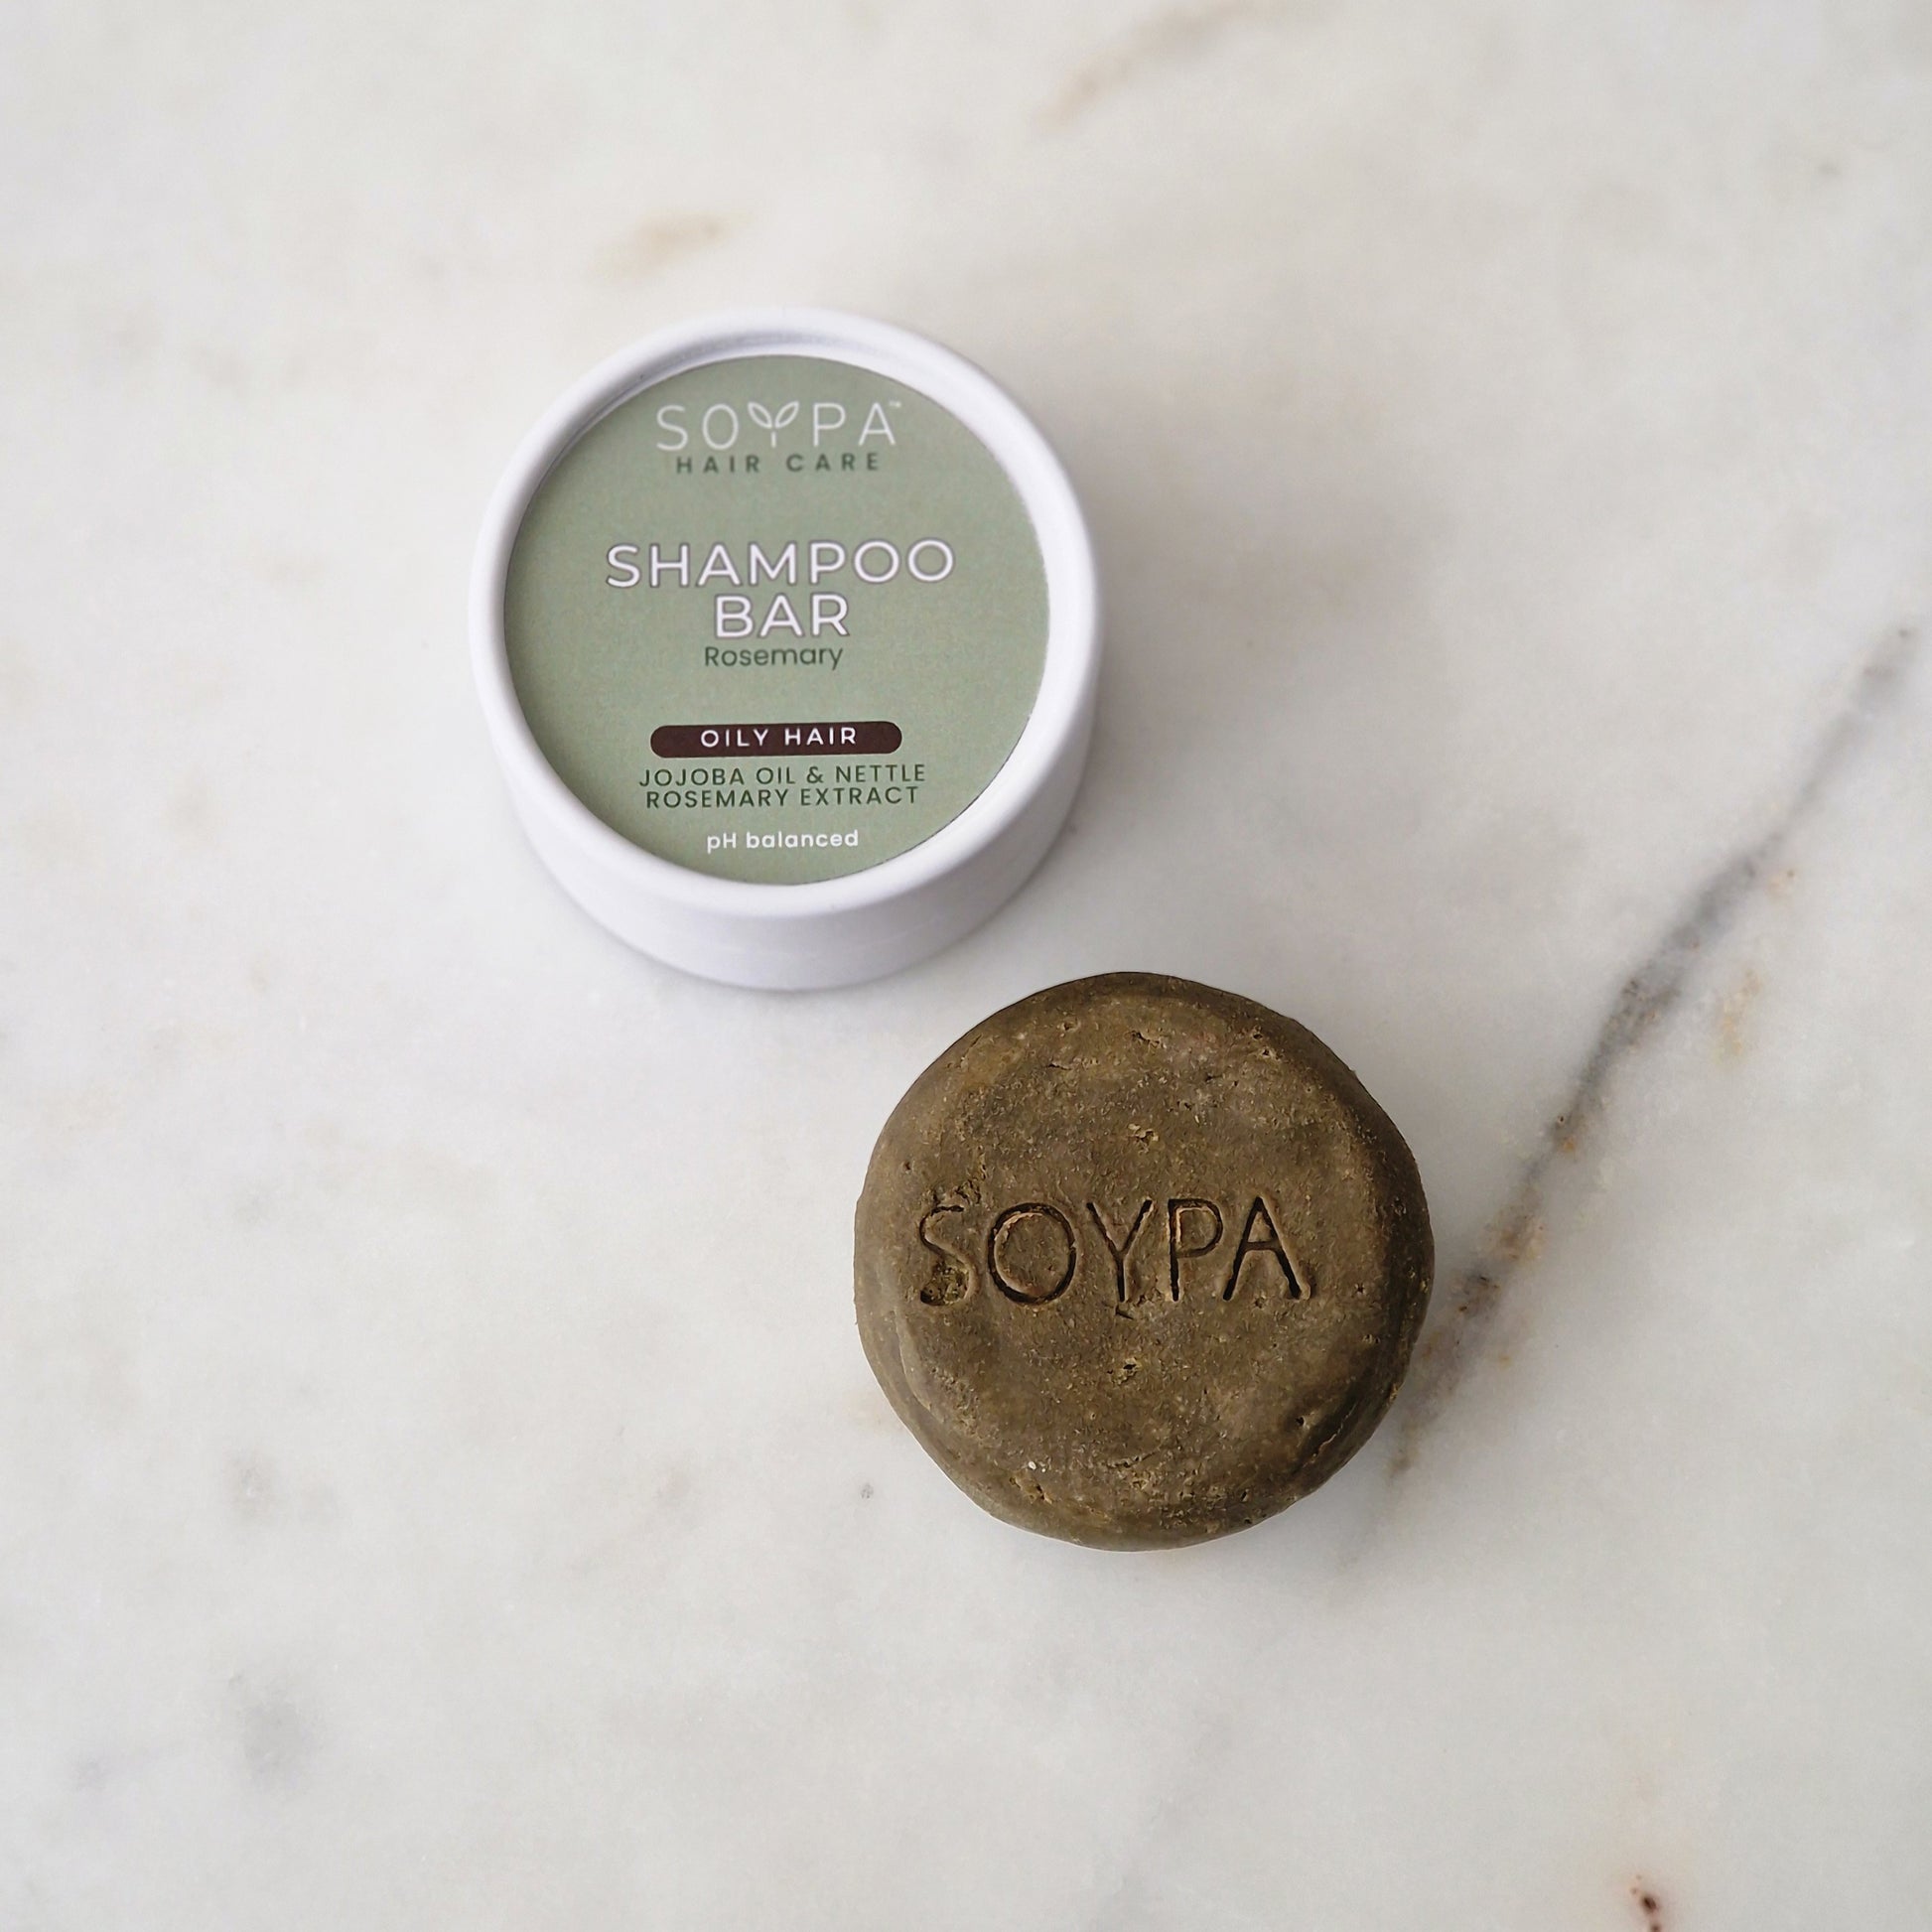 SOYPA™
HAIR CARE
SHAMPOO
BAR
Rosemary
OILY HAIR
JOJOBA OIL & NETTLE
ROSEMARY EXTRACT
pH balanced
SOYPA